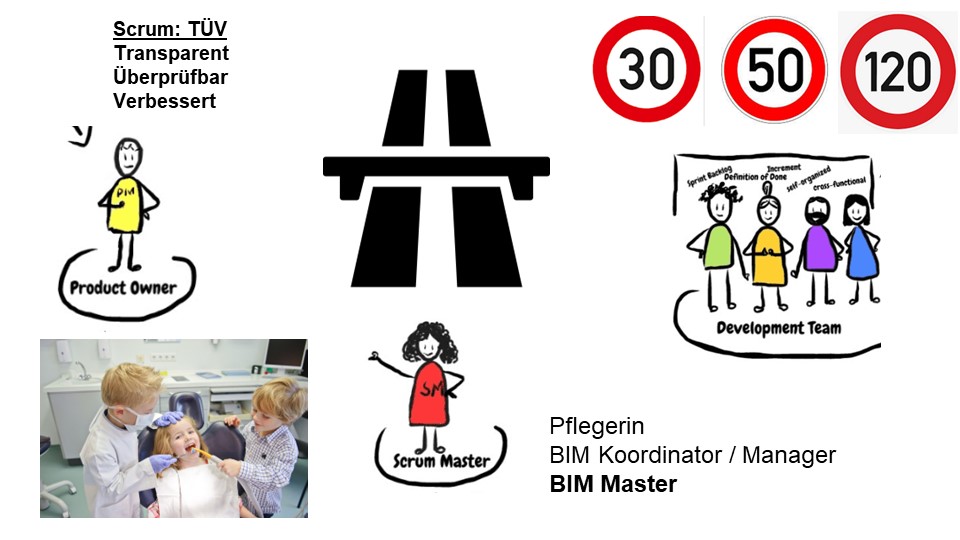 Scrum: TÜV
Transparent
Überprüfbar
Verbessert
30
50
120
PM
Product Owner
Sprint Backlog
Definition of Done
Increment
self-organized
cross-functional
Development Team
SM
Scrum Master
Pflegerin
BIM Koordinator / Manager
BIM Master